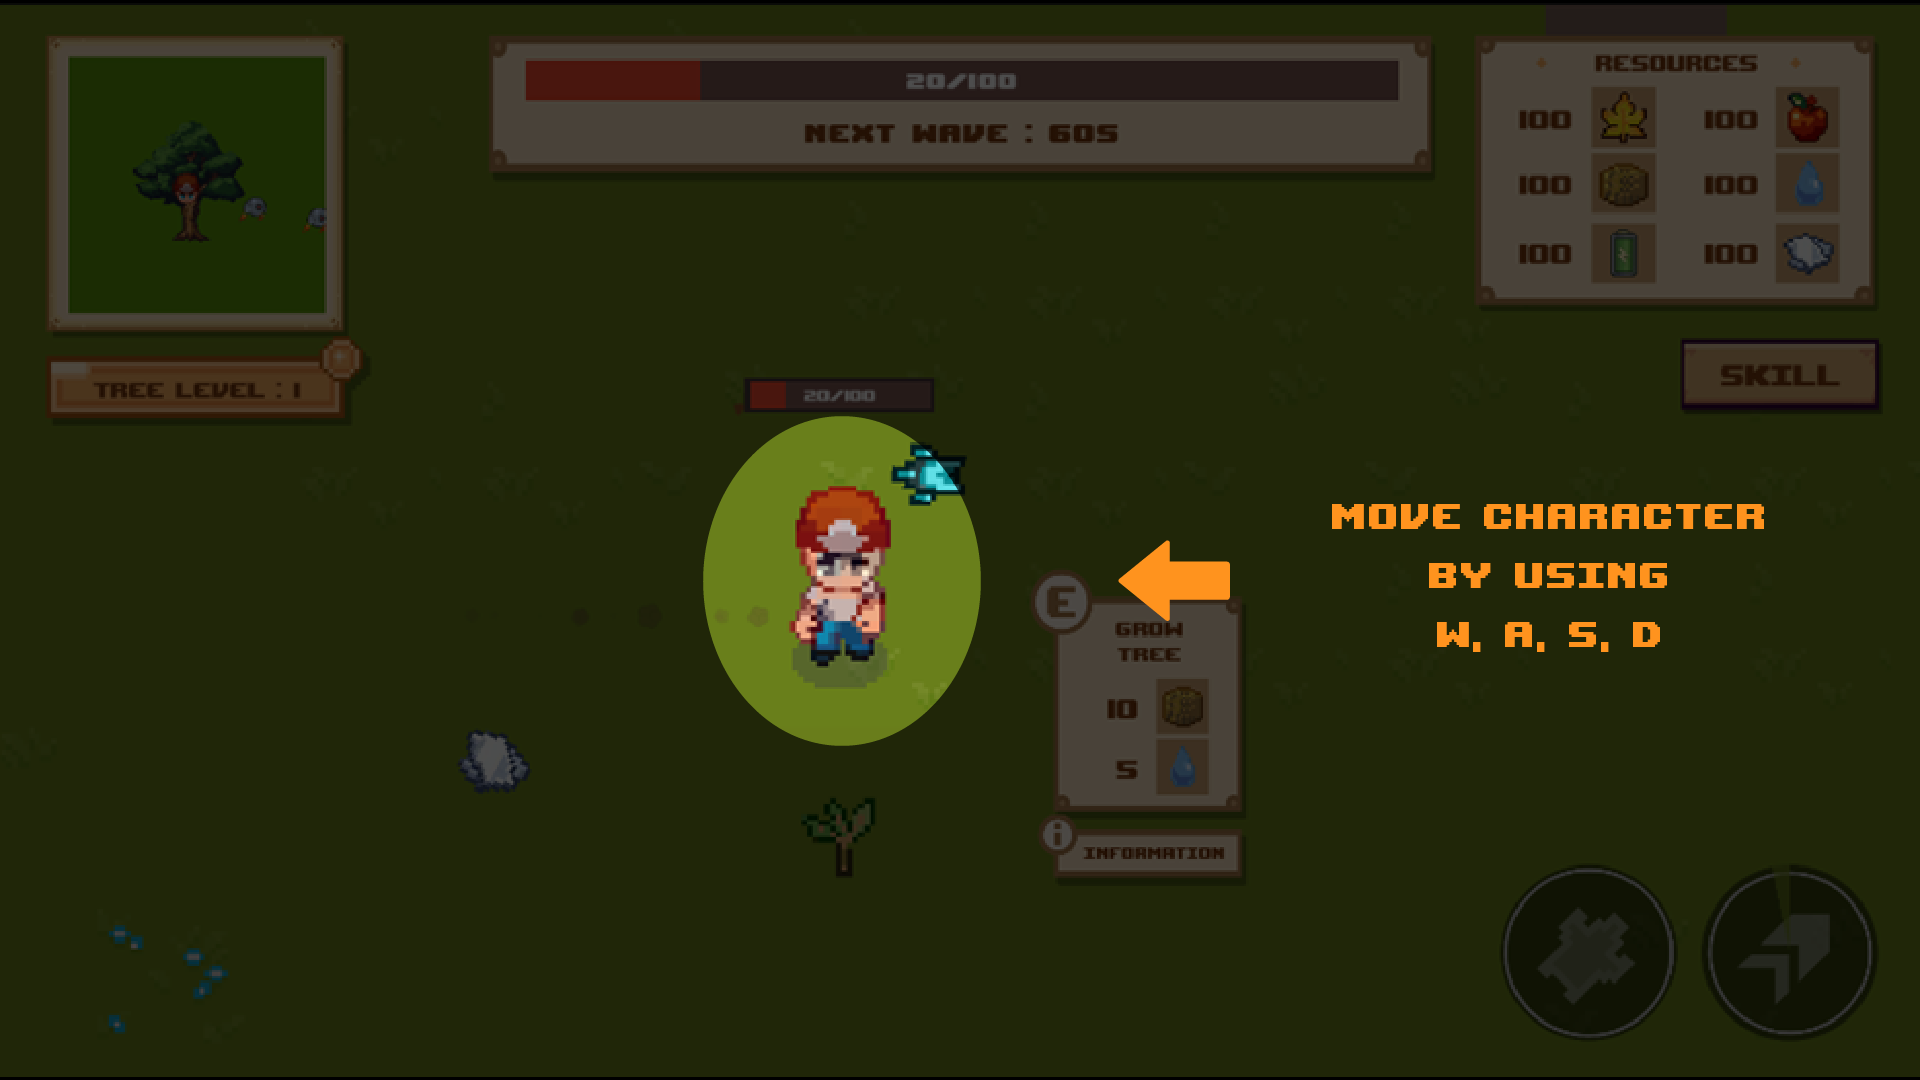 20/100
NEXT WAVE : 60S
RESOURCES
100 100
100 100
100 100
TREE LEVEL : 1
SKILL
20/100
MOVE CHARACTER
BY USING
W, A, S, D
E
GROW
TREE
10
5
i
INFORMATION